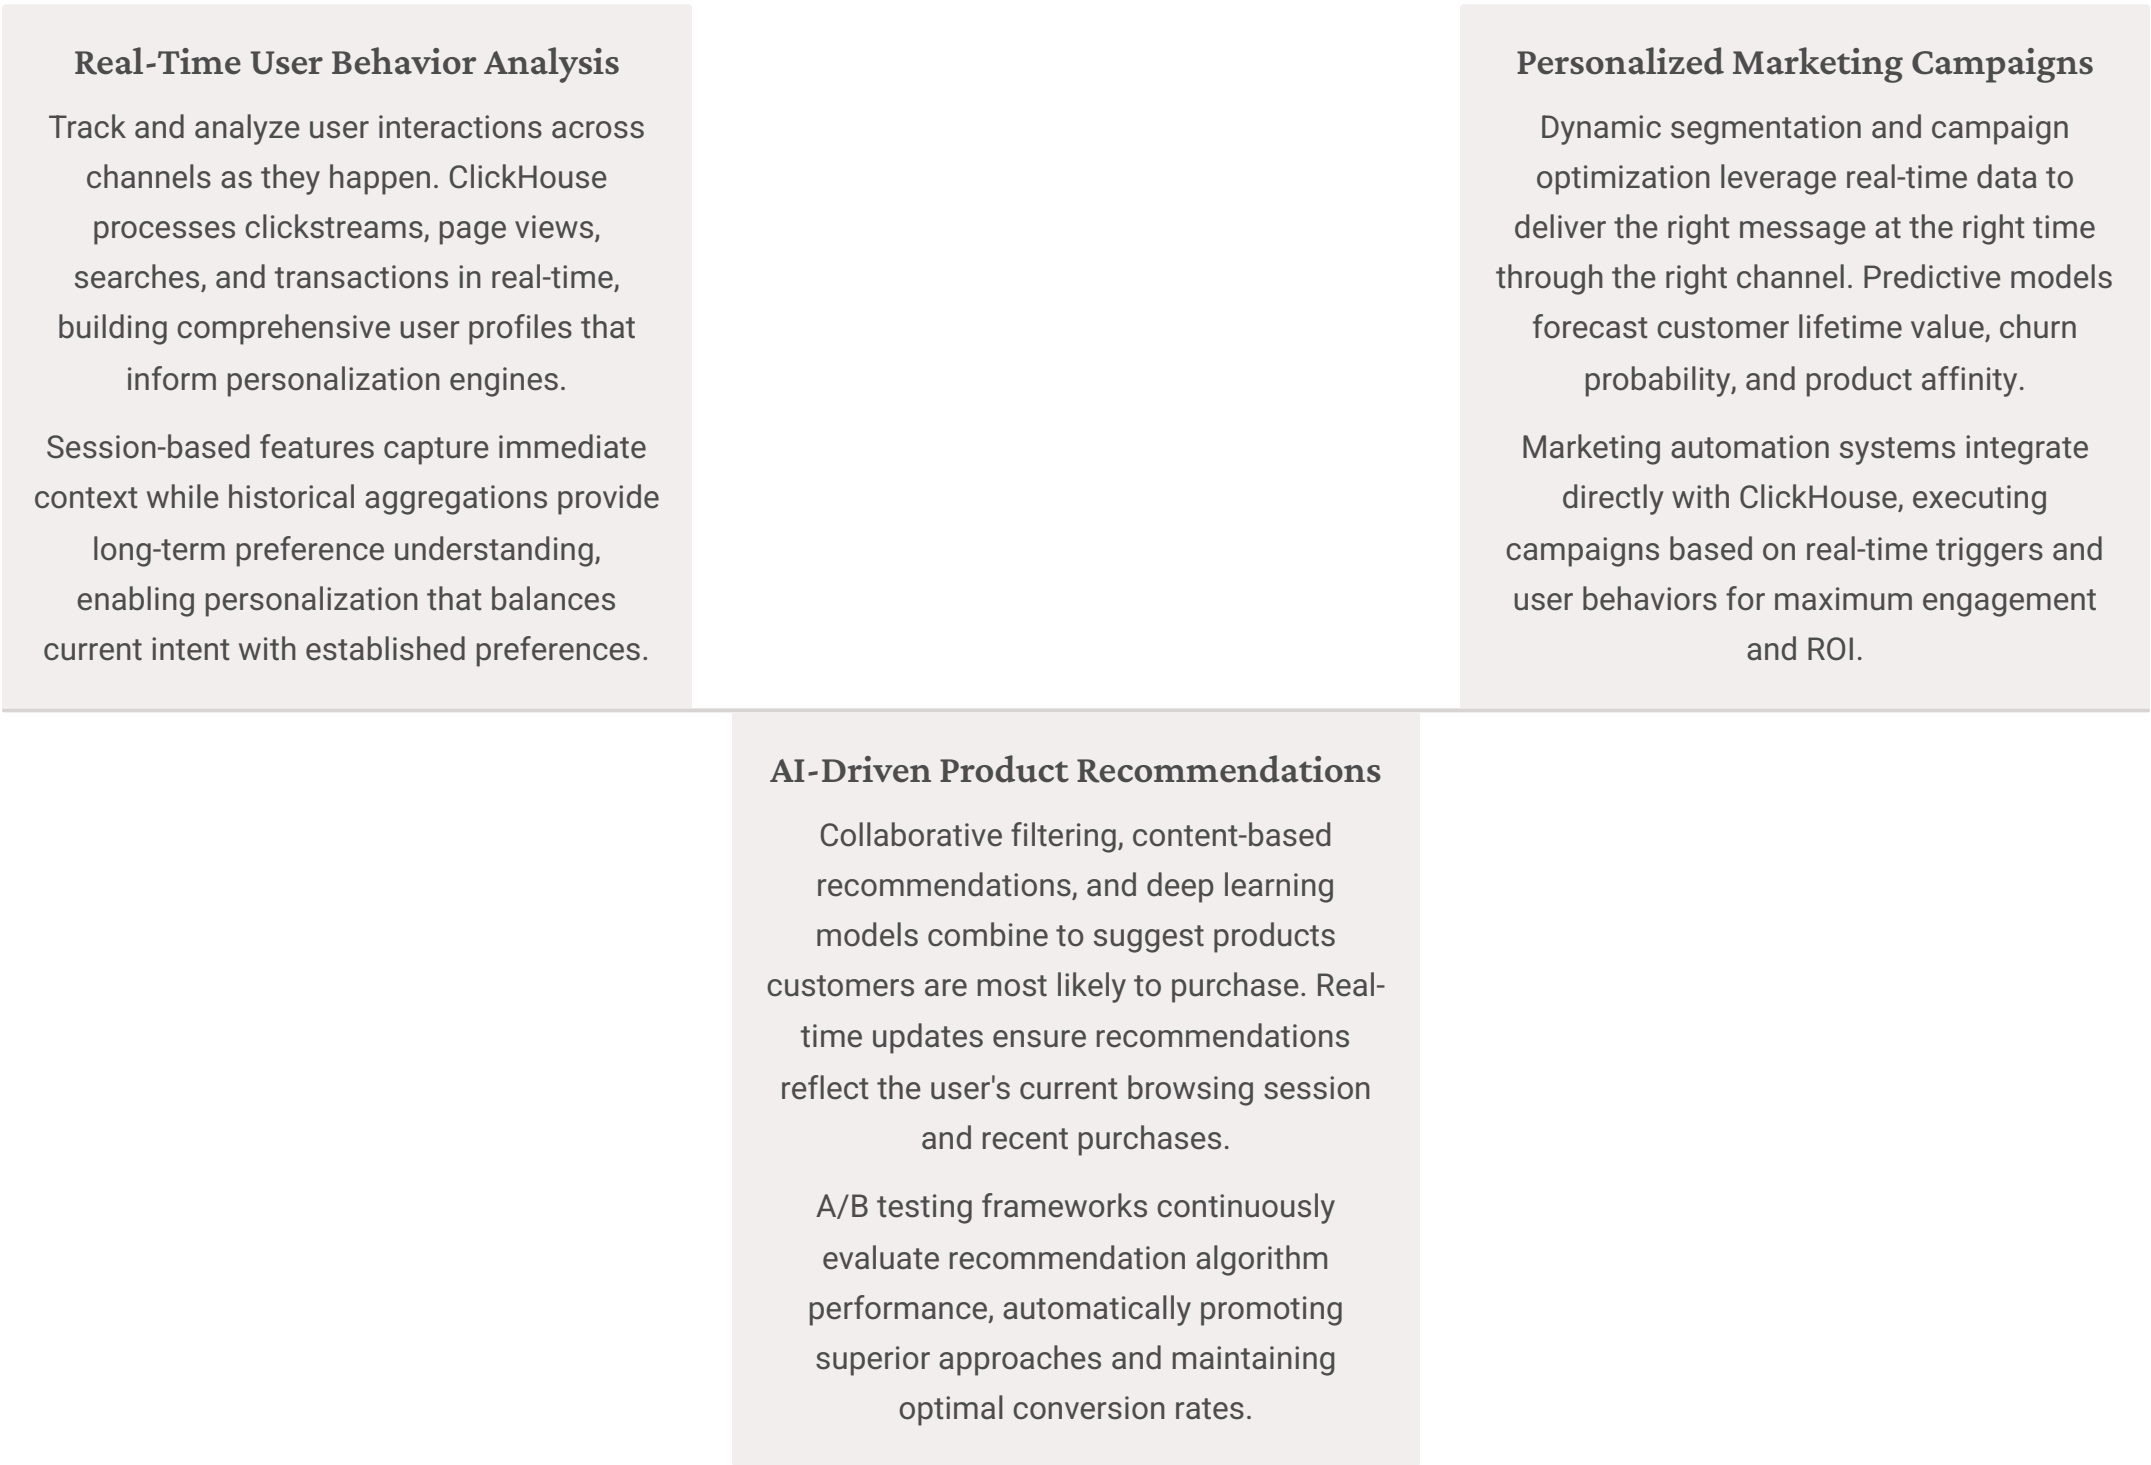 Real-Time User Behavior Analysis
Track and analyze user interactions across
channels as they happen. ClickHouse
processes clickstreams, page views,
searches, and transactions in real-time,
building comprehensive user profiles that
inform personalization engines.
Session-based features capture immediate
context while historical aggregations provide
long-term preference understanding,
enabling personalization that balances
current intent with established preferences.
AI-Driven Product Recommendations
Collaborative filtering, content-based
recommendations, and deep learning
models combine to suggest products
customers are most likely to purchase. Real-
time updates ensure recommendations
reflect the user's current browsing session
and recent purchases.
A/B testing frameworks continuously
evaluate recommendation algorithm
performance, automatically promoting
superior approaches and maintaining
optimal conversion rates.
Personalized Marketing Campaigns
Dynamic segmentation and campaign
optimization leverage real-time data to
deliver the right message at the right time
through the right channel. Predictive models
forecast customer lifetime value, churn
probability, and product affinity.
Marketing automation systems integrate
directly with ClickHouse, executing
campaigns based on real-time triggers and
user behaviors for maximum engagement
and ROI.